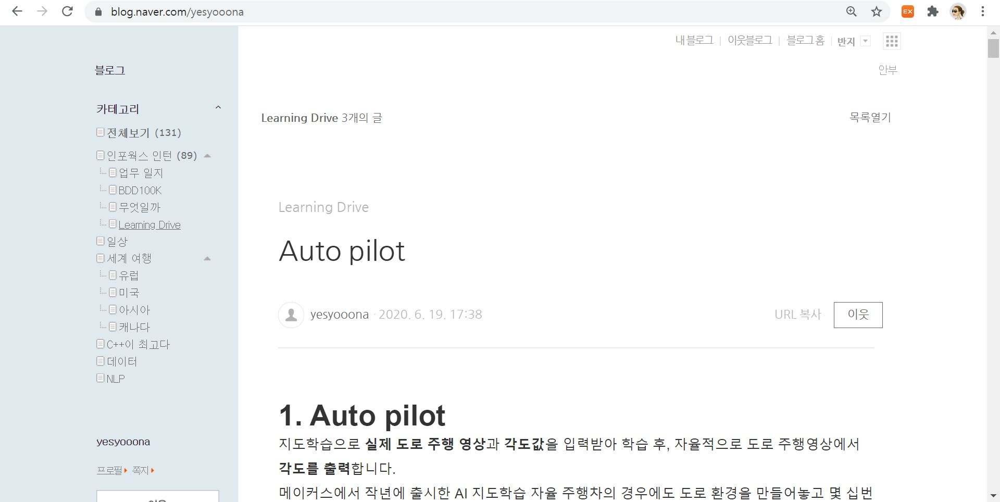 blog.naver.com/yesyooona
EX
내 블로그 | 이웃블로그 | 블로그 홈 | 반지
블로그
안부
카테고리
Learning Drive 3개의 글
목록열기
전체보기 (131)
인포웍스 인턴 (89)
업무 일지
BDD100K
무엇일까
Learning Drive
일상
세계 여행
유럽
미국
아시아
캐나다
C++이 최고다
데이터
NLP
yesyooona
프로필 쪽지
Learning Drive
Auto pilot
yesyooona · 2020. 6. 19. 17:38
URL 복사
이웃
1. Auto pilot
지도학습으로 실제 도로 주행 영상과 각도값을 입력받아 학습 후, 자율적으로 도로 주행영상에서
각도를 출력합니다.
메이커스에서 작년에 출시한 AI 지도학습 자율 주행차의 경우에도 도로 환경을 만들어놓고 몇 십번